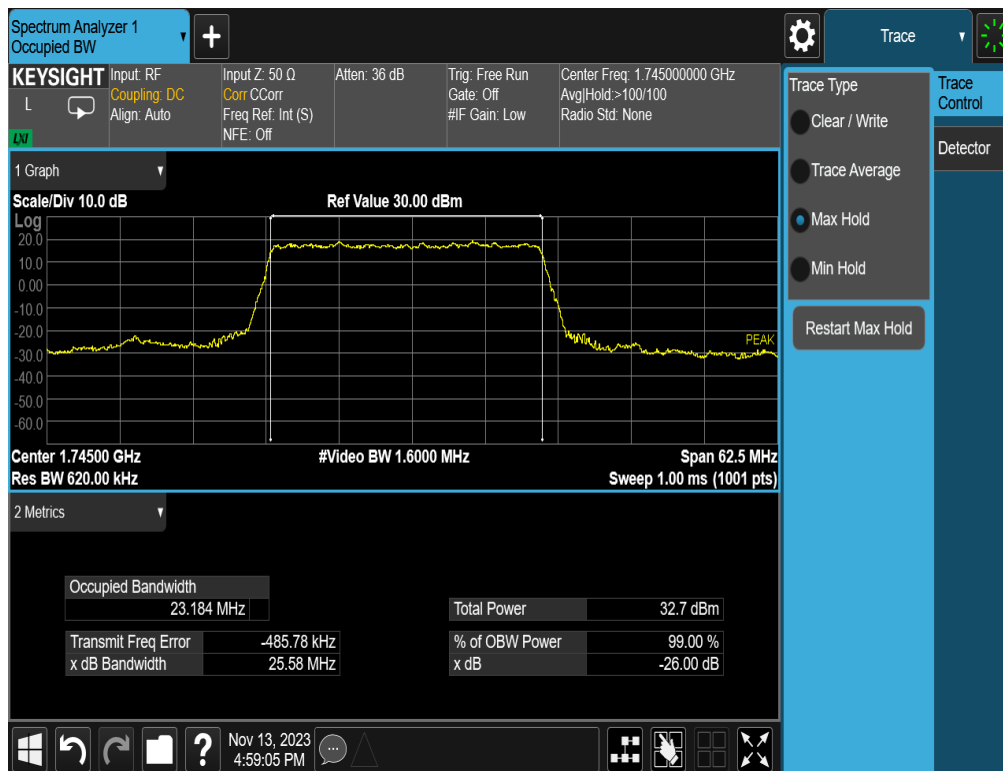 Spectrum Analyzer 1
Occupied BW
+
Trace
KEYSIGHT
L
LXI
Input: RF
Coupling: DC
Align: Auto
Input Z: 50 Ω
Corr CCorr
Freq Ref: Int (S)
NFE: Off
Atten: 36 dB
Trig: Free Run
Gate: Off
#IF Gain: Low
Center Freq: 1.745000000 GHz
Avg|Hold:>100/100
Radio Std: None
Trace Type
Clear / Write
Trace Average
Max Hold
Min Hold
Restart Max Hold
Trace
Control
Detector
1 Graph
Scale/Div 10.0 dB
Ref Value 30.00 dBm
Log
20.0
10.0
0.00
-10.0
-20.0
-30.0
-40.0
-50.0
-60.0
PEAK
Center 1.74500 GHz
#Video BW 1.6000 MHz
Span 62.5 MHz
Res BW 620.00 kHz
Sweep 1.00 ms (1001 pts)
2 Metrics
Occupied Bandwidth
23.184 MHz
Total Power 32.7 dBm
Transmit Freq Error -485.78 kHz
% of OBW Power 99.00 %
x dB Bandwidth 25.58 MHz
x dB -26.00 dB
?
Nov 13, 2023
4:59:05 PM